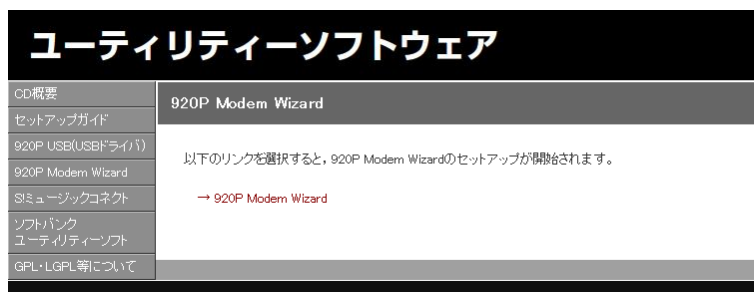 ユーティリティーソフトウェア
CD概要
セットアップガイド
920P USB(USBドライバ)
920P Modem Wizard
S!ミュージックコネクト
ソフトバンク
ユーティリティーソフト
GPL・LGPL等について
920P Modem Wizard
以下のリンクを選択すると，920P Modem Wizardのセットアップが開始されます。
→ 920P Modem Wizard